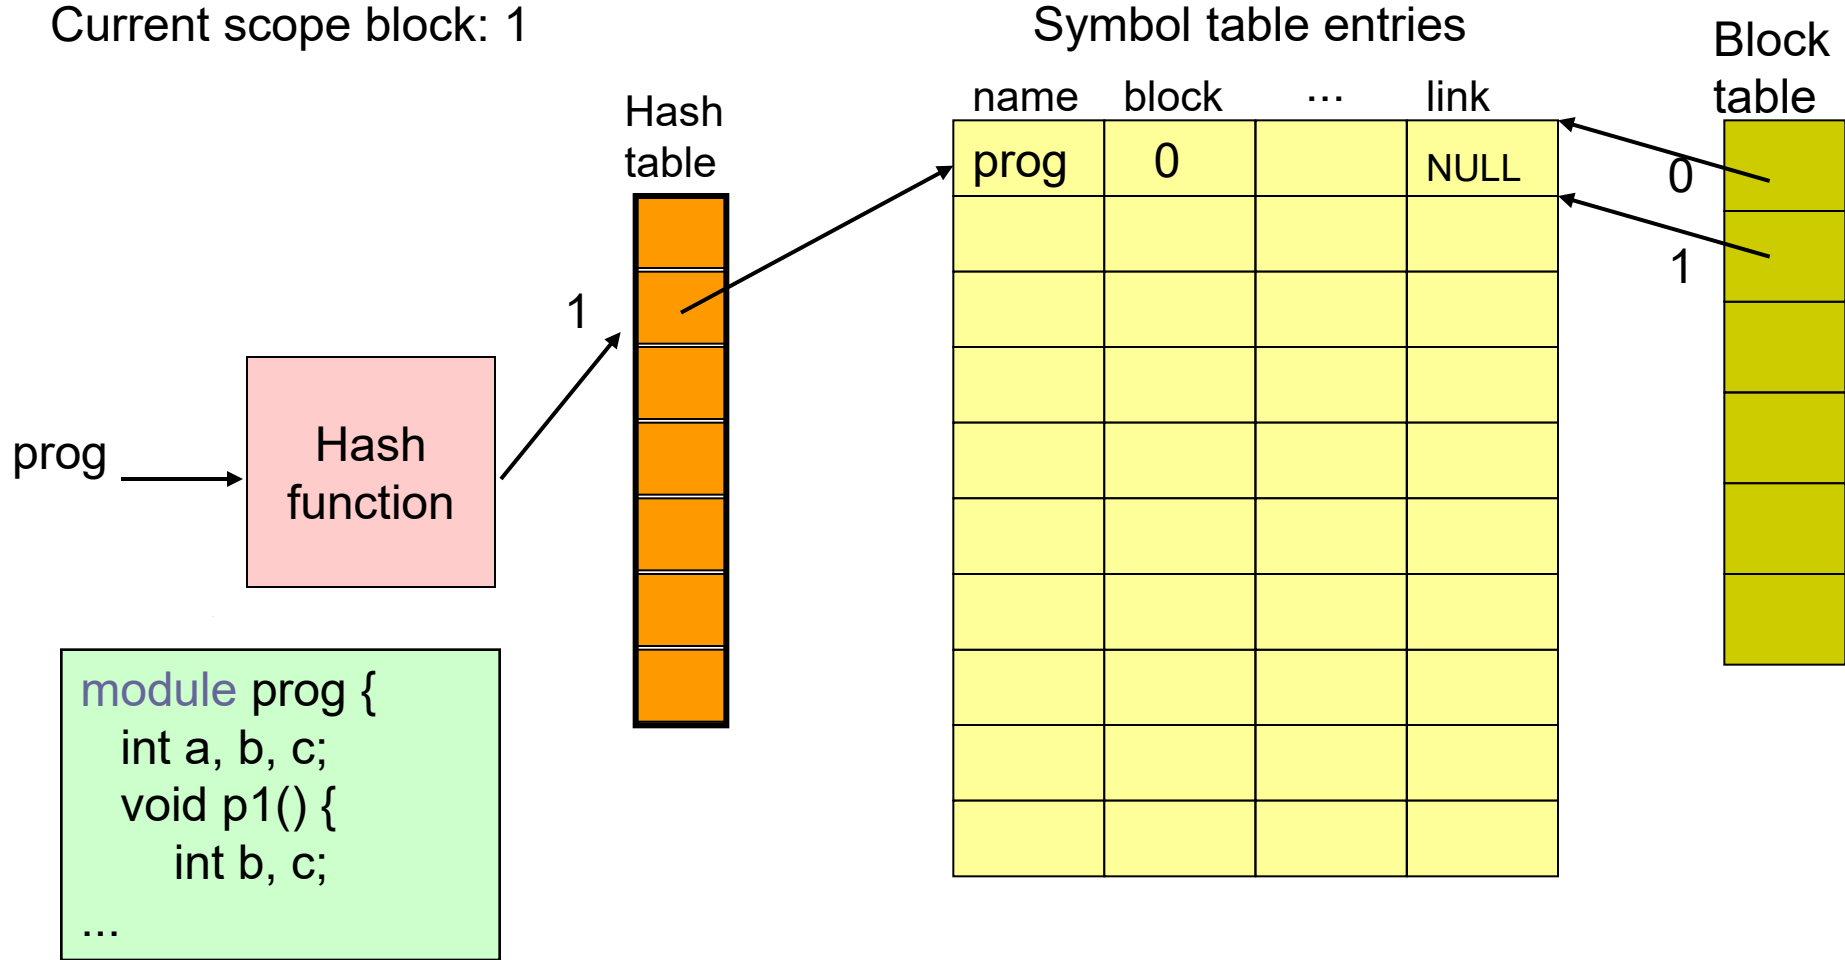 Current scope block: 1
Symbol table entries
Block
table
Hash
table
name block ... link
prog 0 NULL
0
1
1
prog
Hash
function
module prog {
int a, b, c;
void p1() {
int b, c;
...